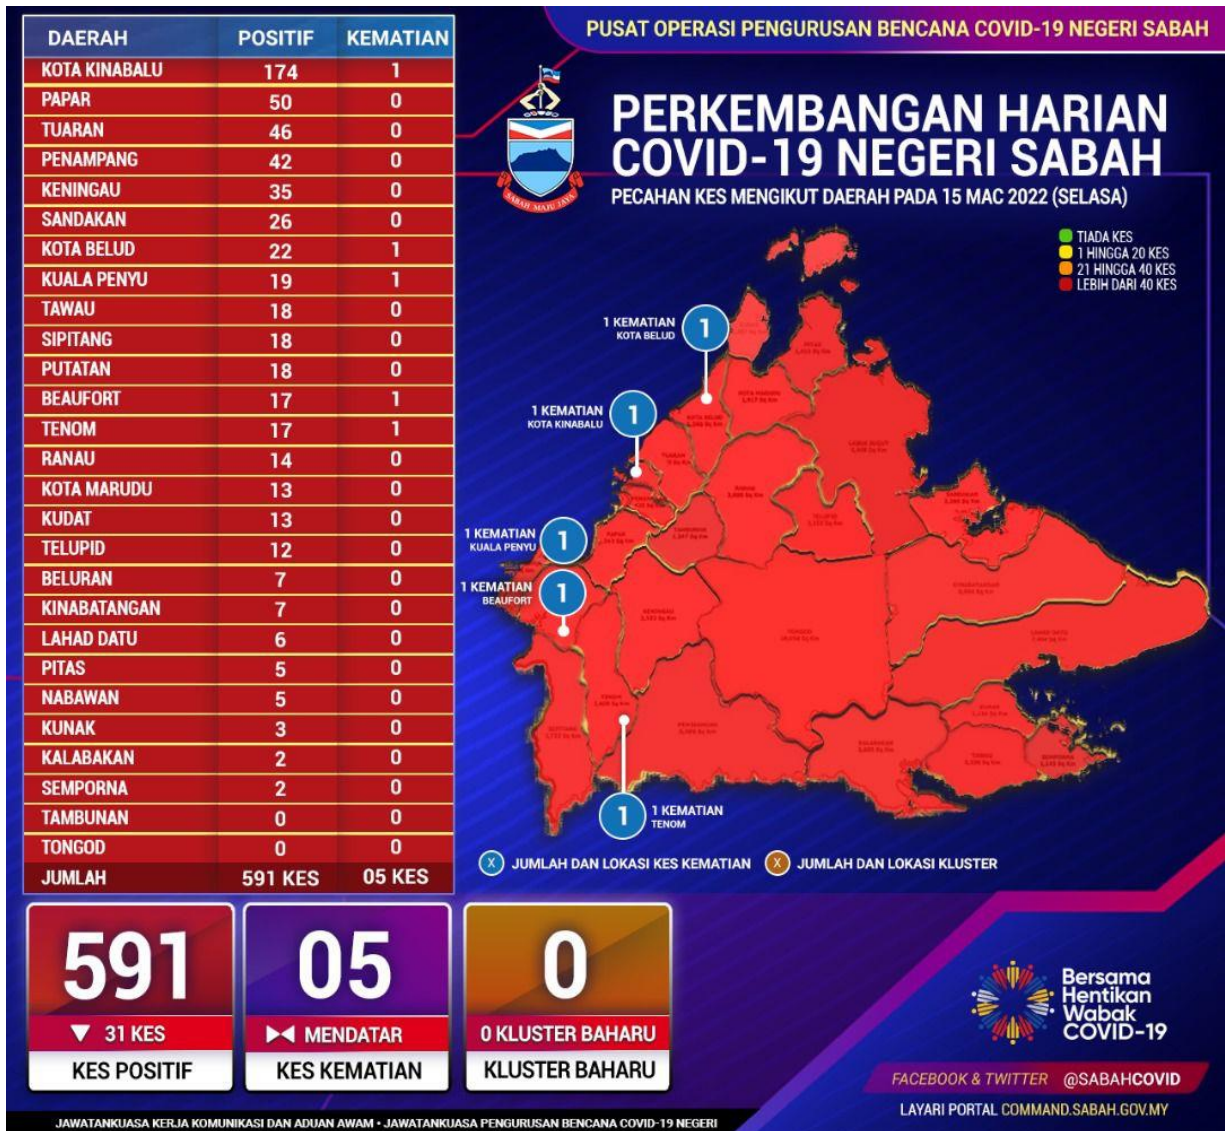 DAERAH POSITIF KEMATIAN
KOTA KINABALU 174 1
PAPAR 50 0
TUARAN 46 0
PENAMPANG 42 0
KENINGAU 35 0
SANDAKAN 26 0
KOTA BELUD 22 1
KUALA PENYU 19 1
TAWAU 18 0
SIPITANG 18 0
PUTATAN 18 0
BEAUFORT 17 1
TENOM 17 1
RANAU 14 0
KOTA MARUDU 13 0
KUDAT 13 0
TELUPID 12 0
BELURAN 7 0
KINABATANGAN 7 0
LAHAD DATU 6 0
PITAS 5 0
NABAWAN 5 0
KUNAK 3 0
KALABAKAN 2 0
SEMPORNA 2 0
TAMBUNAN 0 0
TONGOD 0 0
JUMLAH 591 KES 05 KES
PUSAT OPERASI PENGURUSAN BENCANA COVID-19 NEGERI SABAH
SABAH MAJU JAYA
PERKEMBANGAN HARIAN
COVID-19 NEGERI SABAH
PECAHAN KES MENGIKUT DAERAH PADA 15 MAC 2022 (SELASA)
TIADA KES
1 HINGGA 20 KES
21 HINGGA 40 KES
LEBIH DARI 40 KES
1 KEMATIAN
KOTA BELUD
1
1 KEMATIAN
KOTA KINABALU
1
1 KEMATIAN
KUALA PENYU
1
1 KEMATIAN
BEAUFORT
1
1
1 KEMATIAN
TENOM
X JUMLAH DAN LOKASI KES KEMATIAN
X JUMLAH DAN LOKASI KLUSTER
591
▼ 31 KES
KES POSITIF
05
MENDATAR
KES KEMATIAN
0
0 KLUSTER BAHARU
KLUSTER BAHARU
Bersama
Hentikan
Wabak
COVID-19
FACEBOOK & TWITTER @SABAHCOVID
LAYARI PORTAL COMMAND.SABAH.GOV.MY
JAWATANKUASA KERJA KOMUNIKASI DAN ADUAN AWAM • JAWATANKUASA PENGURUSAN BENCANA COVID-19 NEGERI